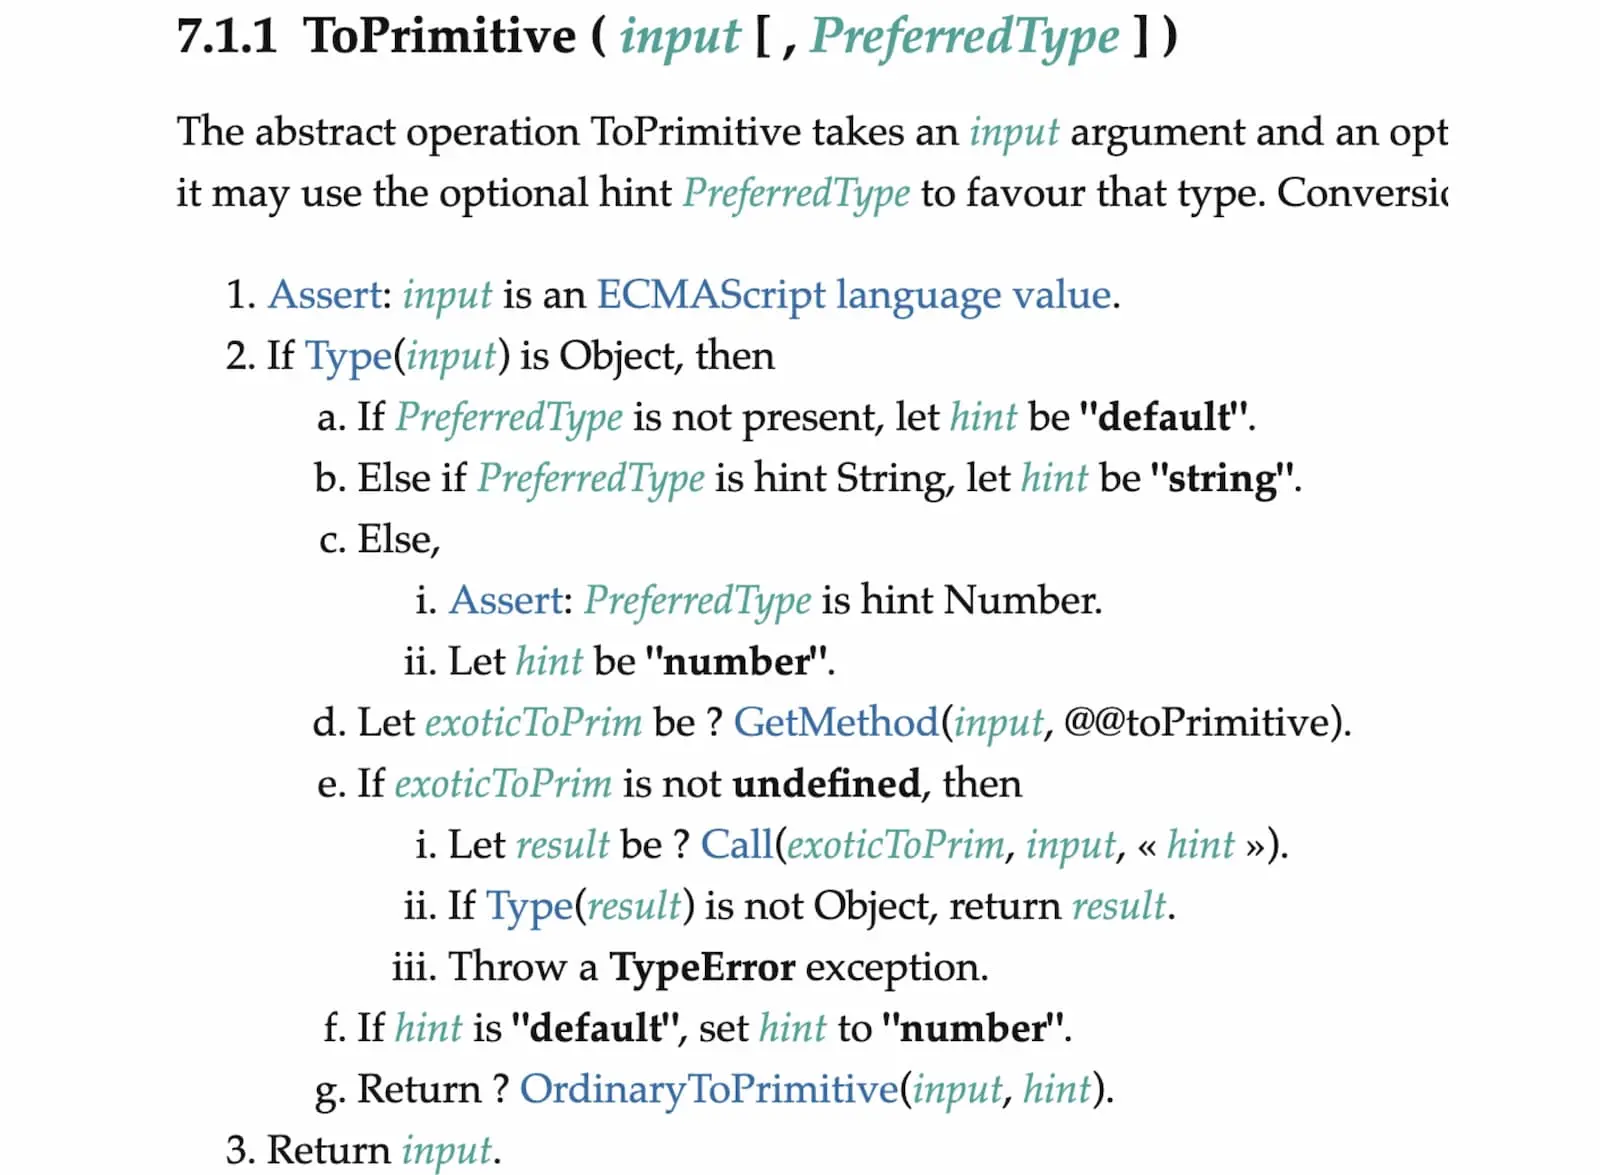 7.1.1 ToPrimitive ( input [ , PreferredType ] )
The abstract operation ToPrimitive takes an input argument and an opt
it may use the optional hint PreferredType to favour that type. Conversi
1. Assert: input is an ECMAScript language value.
2. If Type(input) is Object, then
a. If PreferredType is not present, let hint be "default".
b. Else if PreferredType is hint String, let hint be "string".
c. Else,
i. Assert: PreferredType is hint Number.
ii. Let hint be "number".
d. Let exoticToPrim be ? GetMethod(input, @@toPrimitive).
e. If exoticToPrim is not undefined, then
i. Let result be ? Call(exoticToPrim, input, « hint »).
ii. If Type(result) is not Object, return result.
iii. Throw a TypeError exception.
f. If hint is "default", set hint to "number".
g. Return ? OrdinaryToPrimitive(input, hint).
3. Return input.